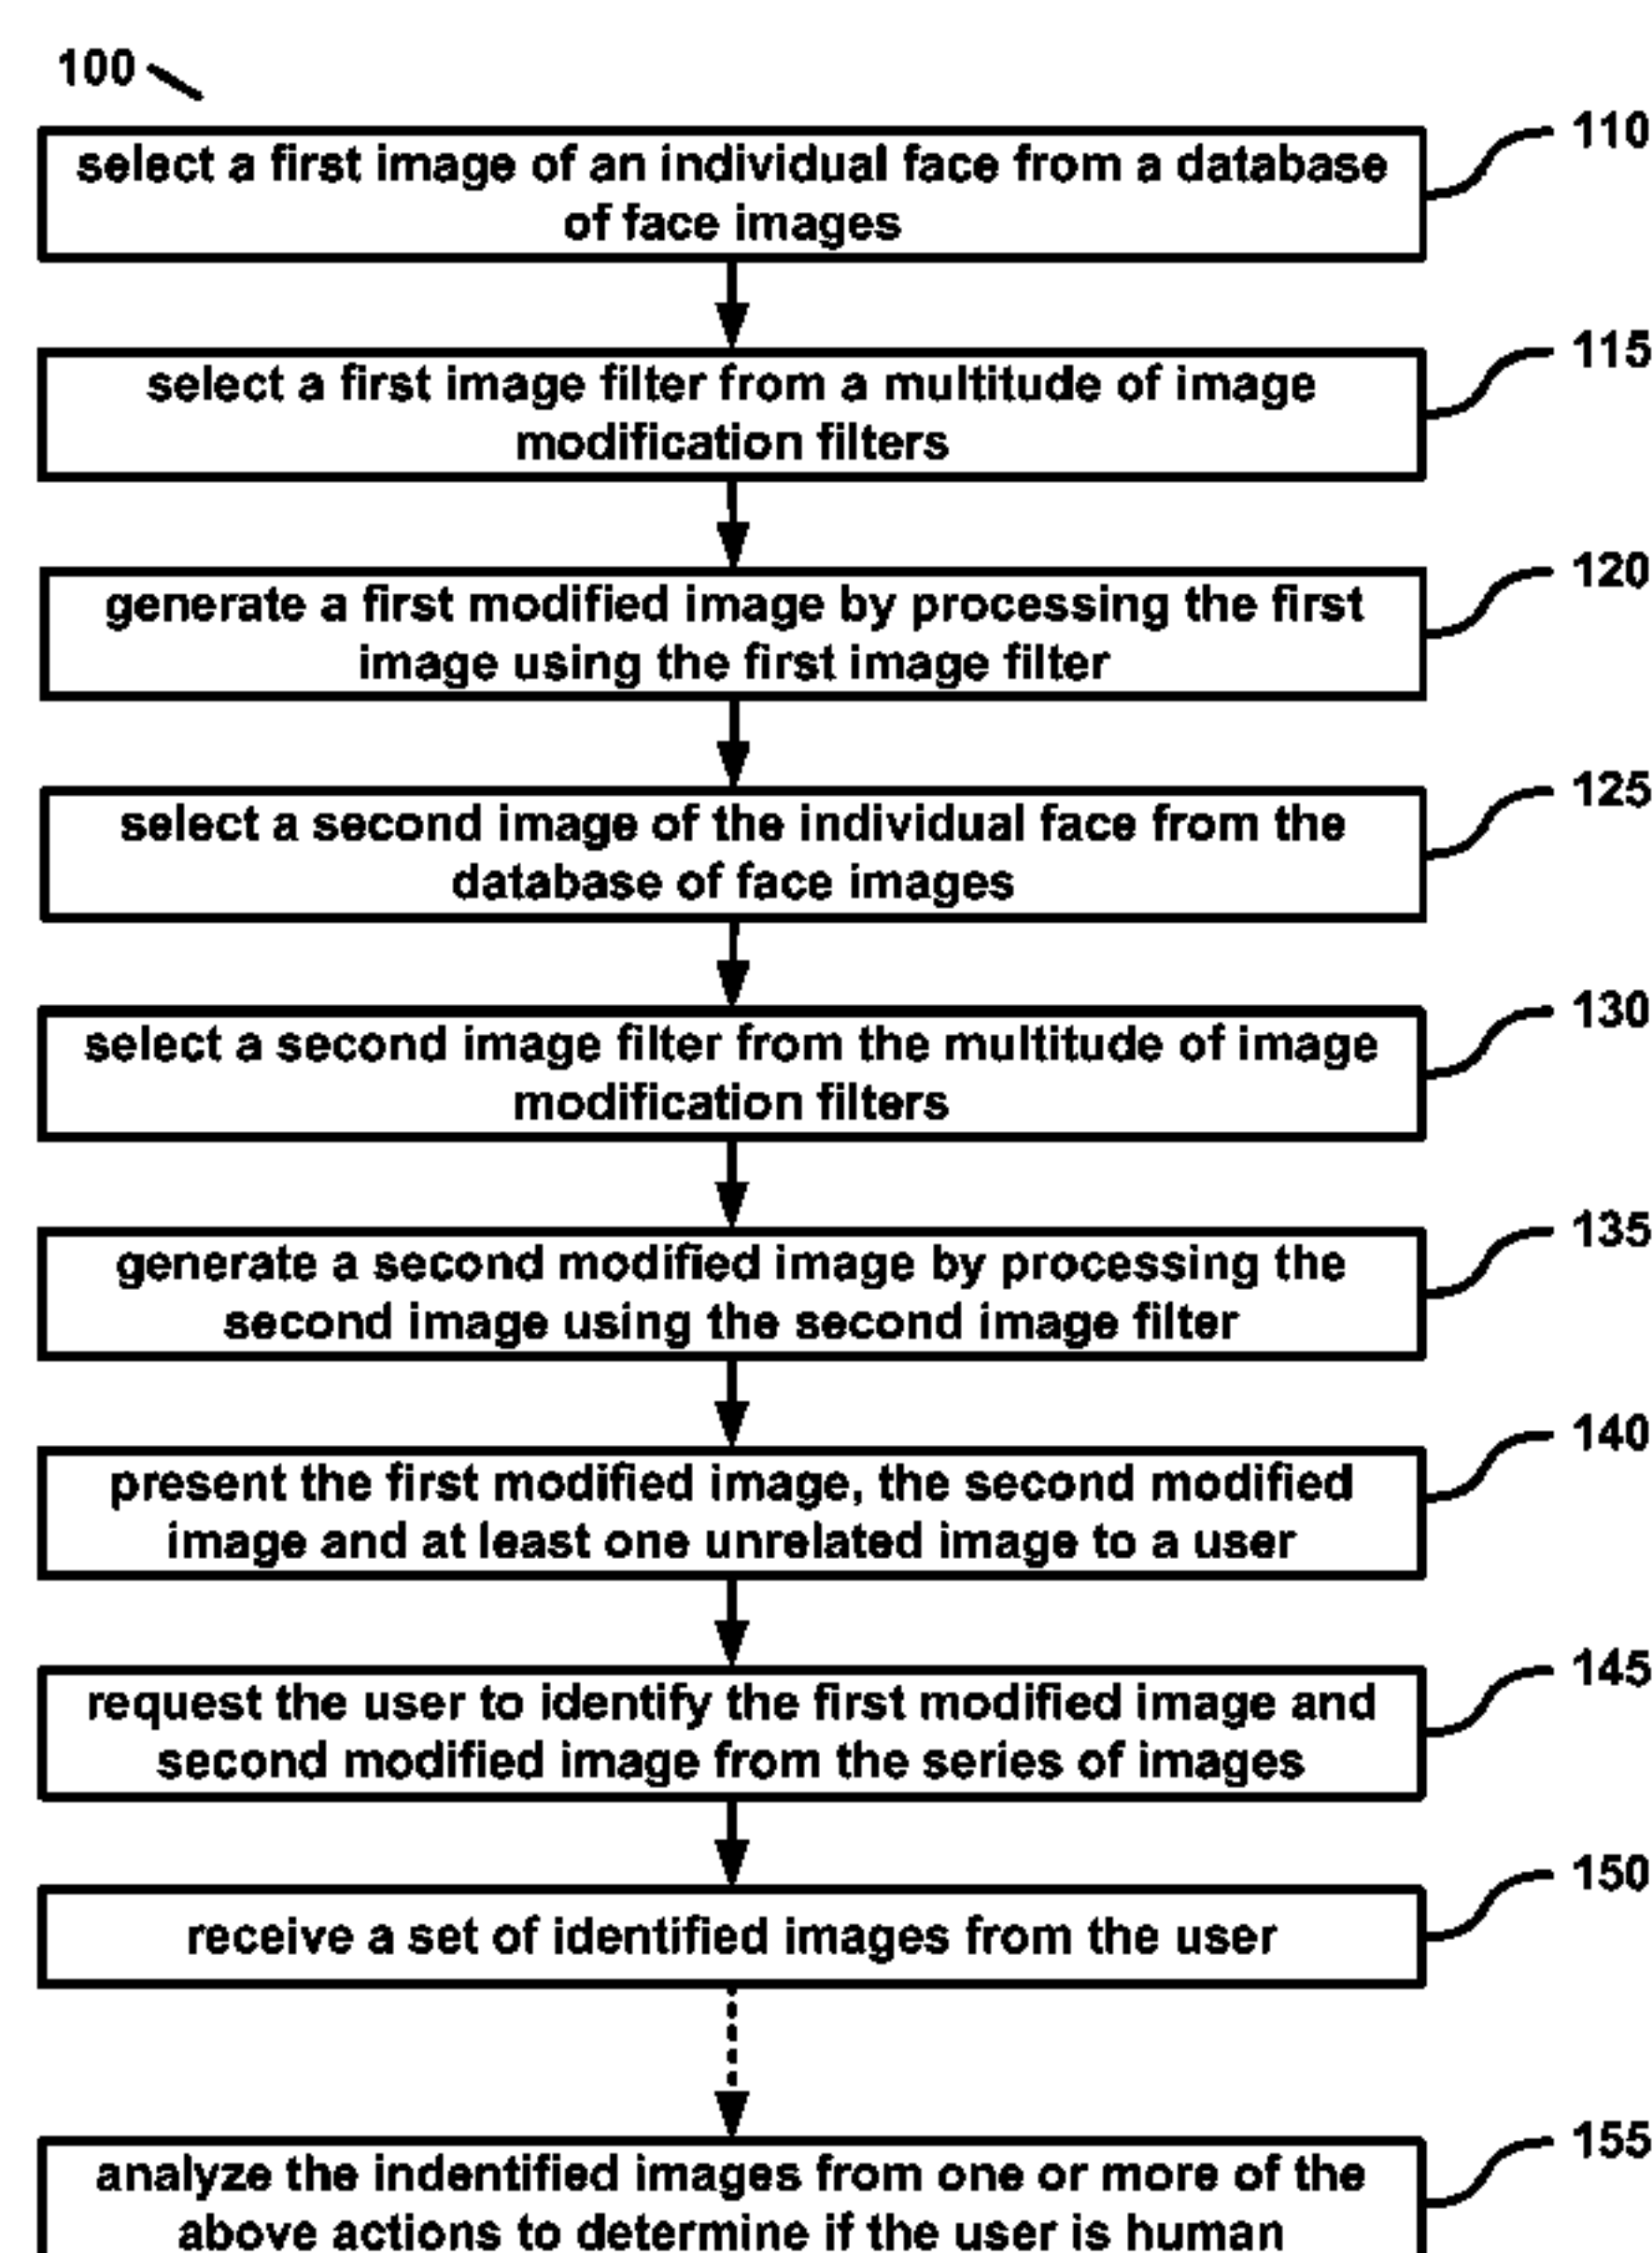 100
110
select a first image of an individual face from a database
of face images
115
select a first image filter from a multitude of image
modification filters
120
generate a first modified image by processing the first
image using the first image filter
125
select a second image of the individual face from the
database of face images
130
select a second image filter from the multitude of image
modification filters
135
generate a second modified image by processing the
second image using the second image filter
140
present the first modified image, the second modified
image and at least one unrelated image to a user
145
request the user to identify the first modified image and
second modified image from the series of images
150
receive a set of identified images from the user
155
analyze the indentified images from one or more of the
above actions to determine if the user is human